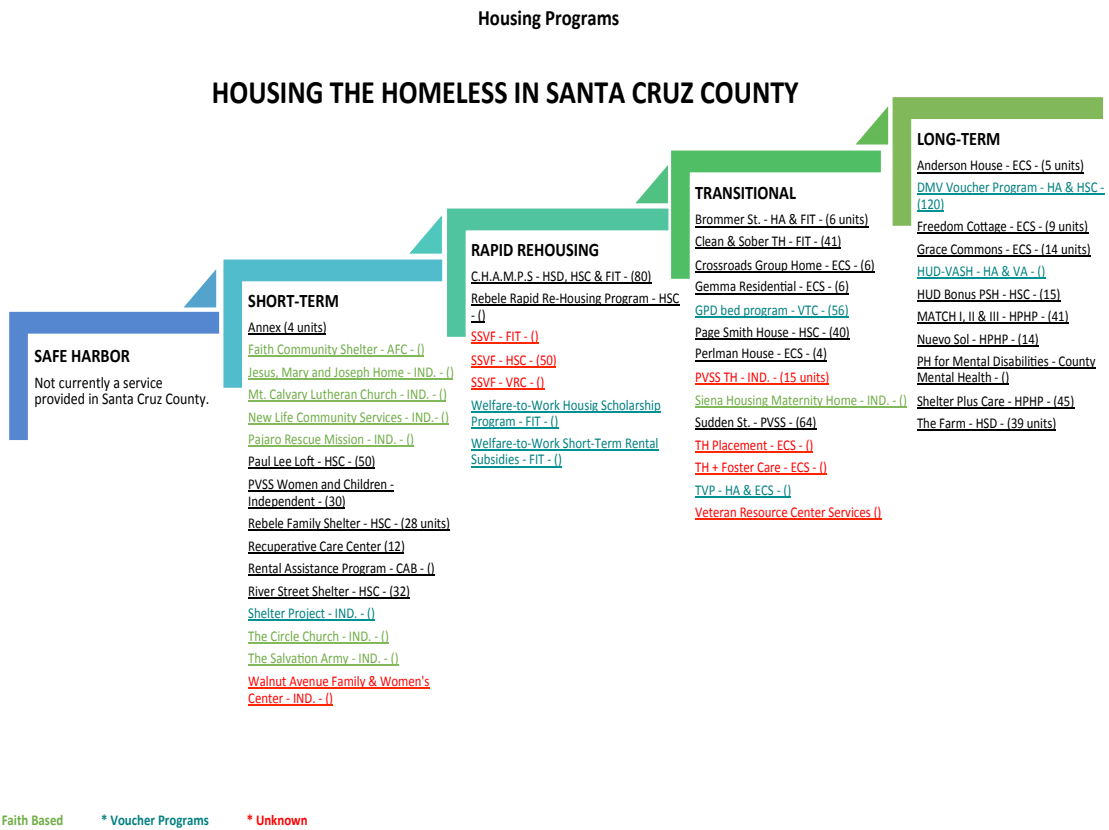 Housing Programs
HOUSING THE HOMELESS IN SANTA CRUZ COUNTY
SAFE HARBOR
Not currently a service
provided in Santa Cruz County.
SHORT-TERM
Annex (4 units)
Faith Community Shelter - AFC - ()
Jesus, Mary and Joseph Home - IND. - ()
Mt. Calvary Lutheran Church - IND. - ()
New Life Community Services - IND.- ()
Pajaro Rescue Mission - IND. - ()
Paul Lee Loft - HSC - (50)
PVSS Women and Children -
Independent - (30)
Rebele Family Shelter - HSC - (28 units)
Recuperative Care Center (12)
Rental Assistance Program - CAB - ()
River Street Shelter - HSC - (32)
Shelter Project - IND. - ()
The Circle Church - IND. - ()
The Salvation Army - IND. - ()
Walnut Avenue Family & Women's
Center - IND. - ()
RAPID REHOUSING
C.H.A.M.P.S - HSD, HSC & FIT - (80)
Rebele Rapid Re-Housing Program - HSC
- ()
SSVF - FIT - ()
SSVF - HSC - (50)
SSVF - VRC - ()
Welfare-to-Work Housig Scholarship
Program - FIT - ()
Welfare-to-Work Short-Term Rental
Subsidies - FIT - ()
TRANSITIONAL
Brommer St. - HA & FIT - (6 units)
Clean & Sober TH - FIT - (41)
Crossroads Group Home - ECS - (6)
Gemma Residential - ECS - (6)
GPD bed program - VTC - (56)
Page Smith House - HSC - (40)
Perlman House - ECS - (4)
PVSS TH - IND. - (15 units)
Siena Housing Maternity Home - IND. - ()
Sudden St. - PVSS - (64)
TH Placement - ECS - ()
TH + Foster Care - ECS - ()
TVP - HA & ECS - ()
Veteran Resource Center Services ()
LONG-TERM
Anderson House - ECS - (5 units)
DMV Voucher Program - HA & HSC -
(120)
Freedom Cottage - ECS - (9 units)
Grace Commons - ECS - (14 units)
HUD-VASH - HA & VA - ()
HUD Bonus PSH - HSC - (15)
MATCH I, II & III - HPHP - (41)
Nuevo Sol - HPHP - (14)
PH for Mental Disabilities - County
Mental Health - ()
Shelter Plus Care - HPHP - (45)
The Farm - HSD - (39 units)
Faith Based * Voucher Programs * Unknown